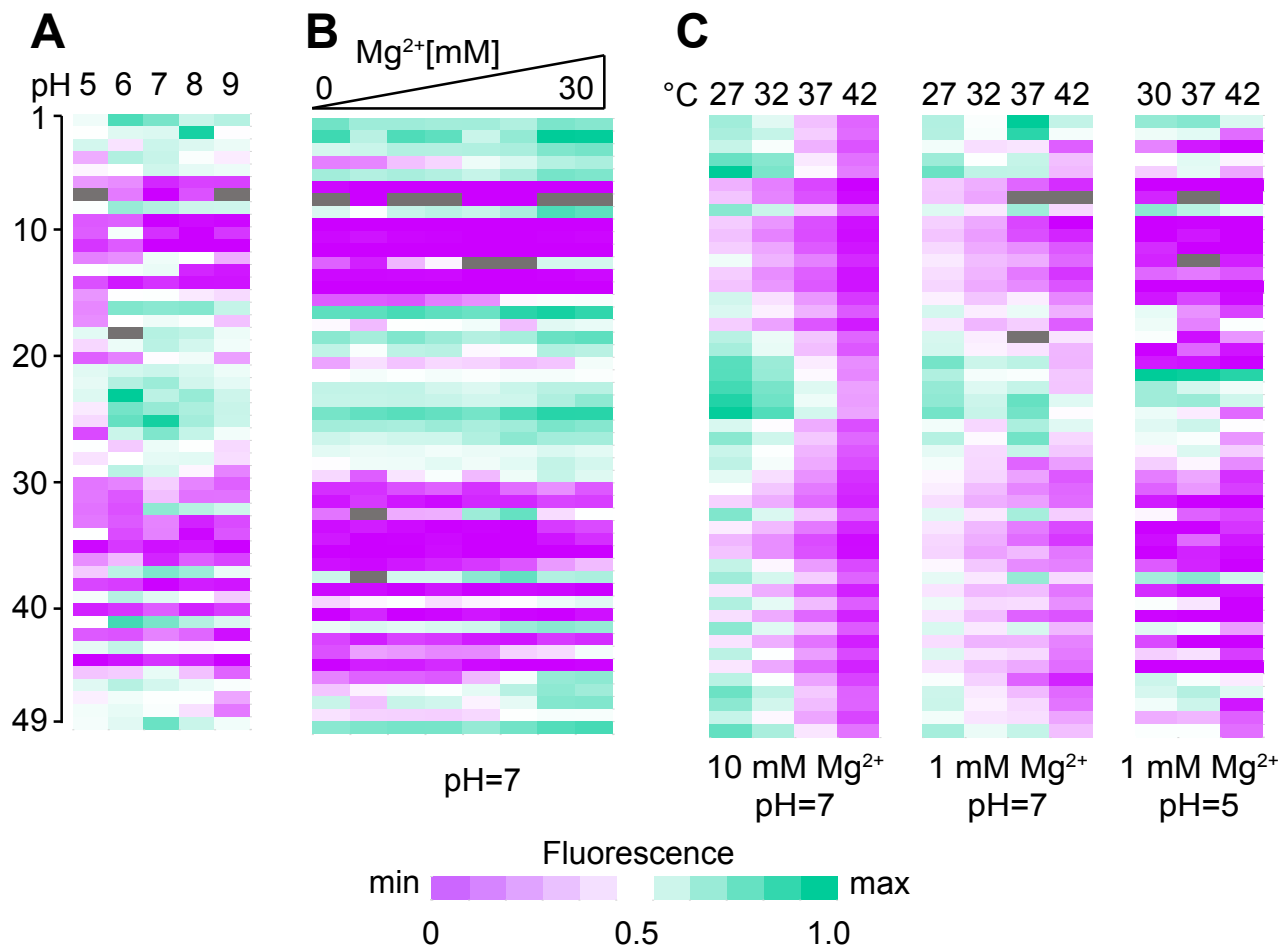 A
B
C
Mg²⁺[mM]
pH 5 6 7 8 9
0 30
°C 27 32 37 42
27 32 37 42
30 37 42
1
10
20
30
40
49
pH=7
10 mM Mg²⁺
pH=7
1 mM Mg²⁺
pH=7
1 mM Mg²⁺
pH=5
Fluorescence
min max
0 0.5 1.0